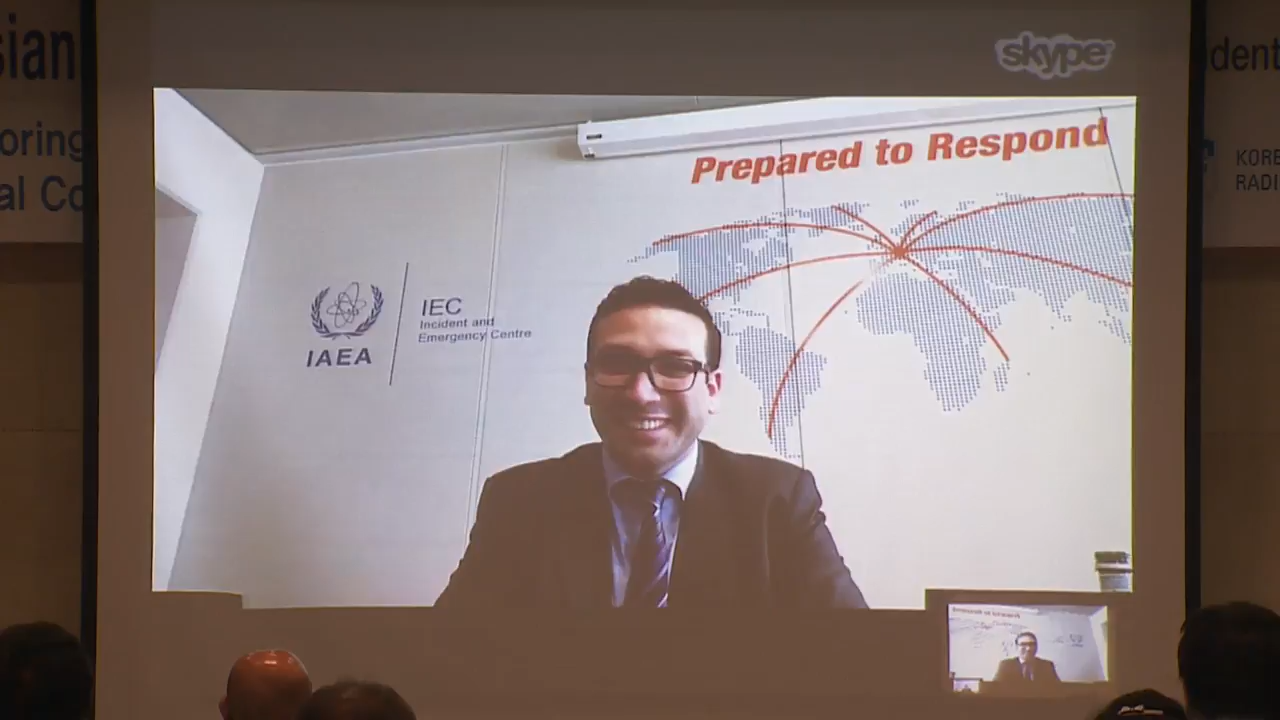 sian
oring
al Co
skype
dent
KORE
RADI
Prepared to Respond
IAEA
IEC
Incident and
Emergency Centre